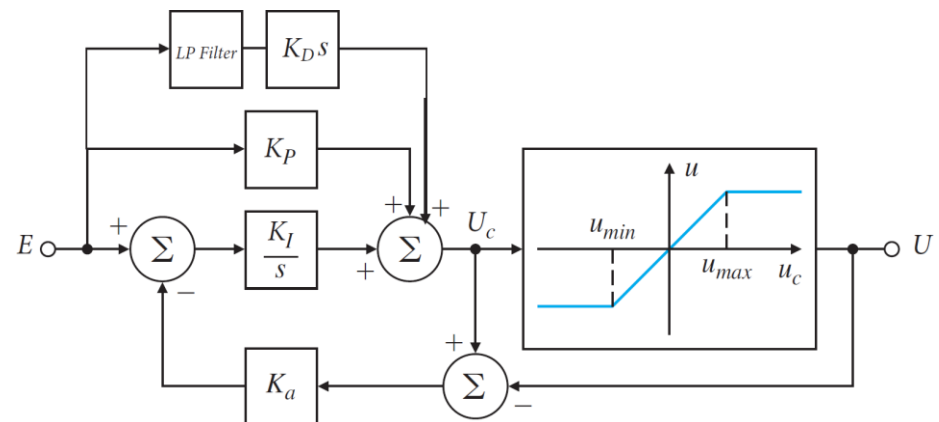 LP Filter
K_D s
K_P
+
+
+
E
+
Σ
−
K_I
s
+
Σ
U_c
u
u_min
u_max
u_c
U
K_a
+
Σ
−